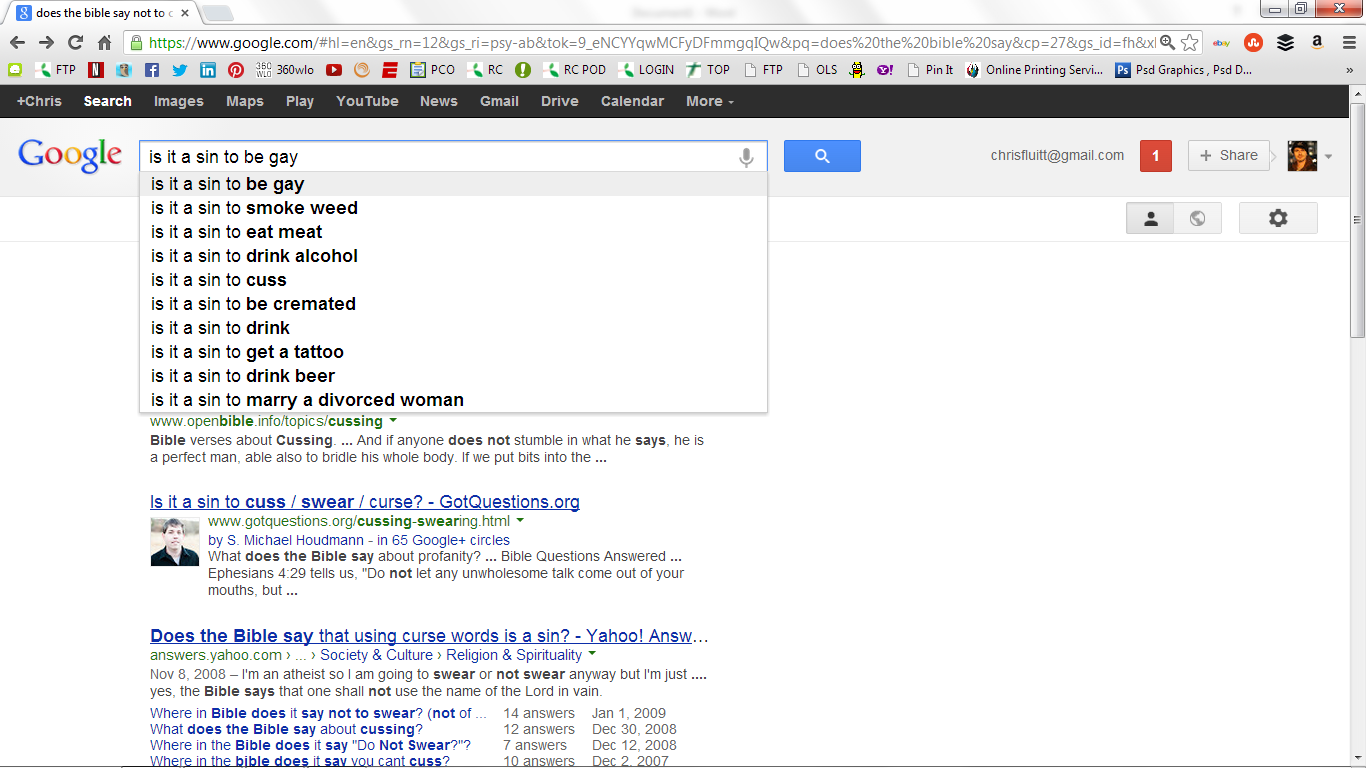 does the bible say not to c
https://www.google.com/#hl=en&gs_rn=12&gs_ri=psy-ab&tok=9_eNCYYqwMCFyDFmmgqIQw&pq=does%20the%20bible%20say&cp=27&gs_id=fh&xl
FTP 360wlo PCO RC RC POD LOGIN TOP FTP OLS Pin It Online Printing Servi... Psd Graphics , Psd D... »
+Chris Search Images Maps Play YouTube News Gmail Drive Calendar More
Google is it a sin to be gay chrisfluitt@gmail.com 1 + Share
is it a sin to be gay
is it a sin to smoke weed
is it a sin to eat meat
is it a sin to drink alcohol
is it a sin to cuss
is it a sin to be cremated
is it a sin to drink
is it a sin to get a tattoo
is it a sin to drink beer
is it a sin to marry a divorced woman
www.openbible.info/topics/cussing
Bible verses about Cussing. ... And if anyone does not stumble in what he says, he is
a perfect man, able also to bridle his whole body. If we put bits into the ...
Is it a sin to cuss / swear / curse? - GotQuestions.org
www.gotquestions.org/cussing-swearing.html
by S. Michael Houdmann - in 65 Google+ circles
What does the Bible say about profanity? ... Bible Questions Answered ...
Ephesians 4:29 tells us, "Do not let any unwholesome talk come out of your
mouths, but ...
Does the Bible say that using curse words is a sin? - Yahoo! Answ...
answers.yahoo.com › ... › Society & Culture › Religion & Spirituality
Nov 8, 2008 – I'm an atheist so I am going to swear or not swear anyway but I'm just ....
yes, the Bible says that one shall not use the name of the Lord in vain.
Where in Bible does it say not to swear? (not of ... 14 answers Jan 1, 2009
What does the Bible say about cussing? 12 answers Dec 30, 2008
Where in the Bible does it say "Do Not Swear?"? 7 answers Dec 12, 2008
Where in the bible does it say you cant cuss? 10 answers Dec 2, 2007